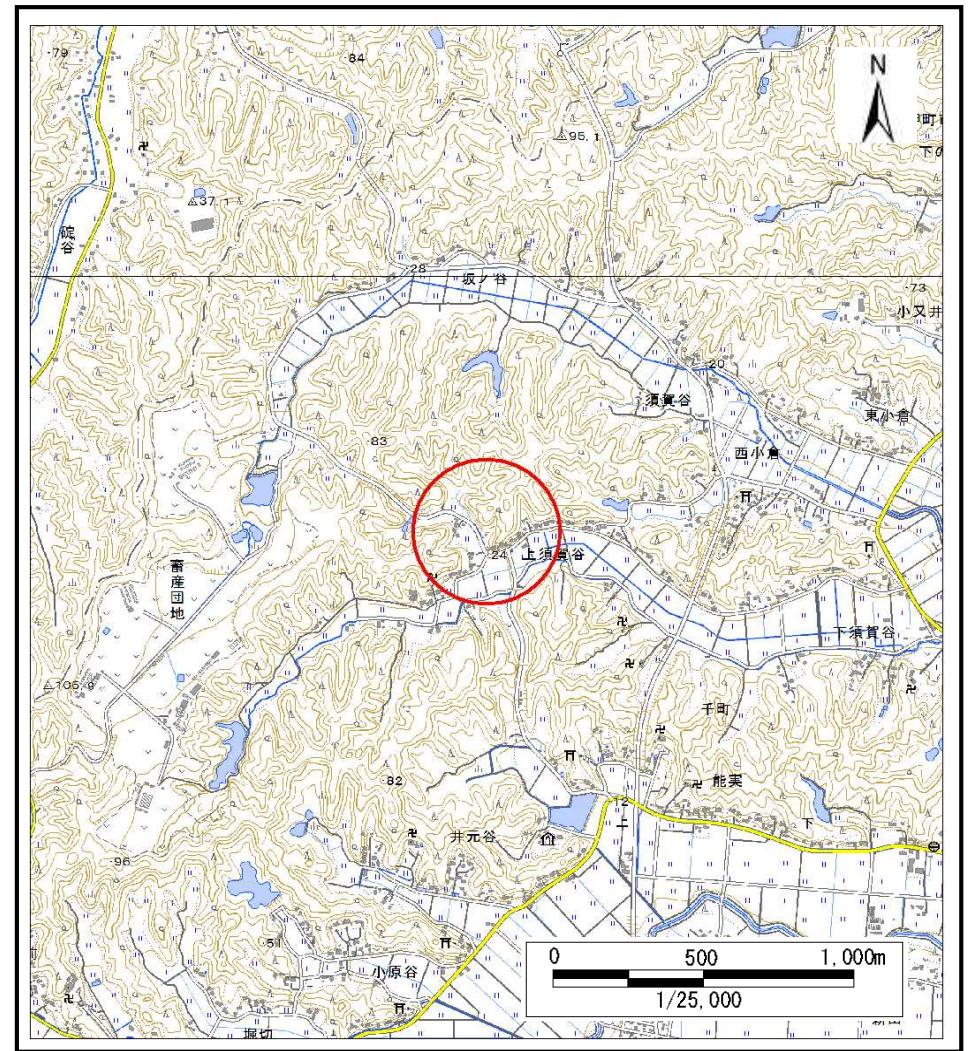 79
84
N
95.1
37.1
碇谷
28
坂ノ谷
73
小又井
20
須賀谷
東小倉
83
西小倉
24
上須賀谷
畜産団地
下須賀谷
105.9
千町
82
能実
12
上
下
井元谷
96
51
小原谷
堀切
0 500 1,000m
1/25,000